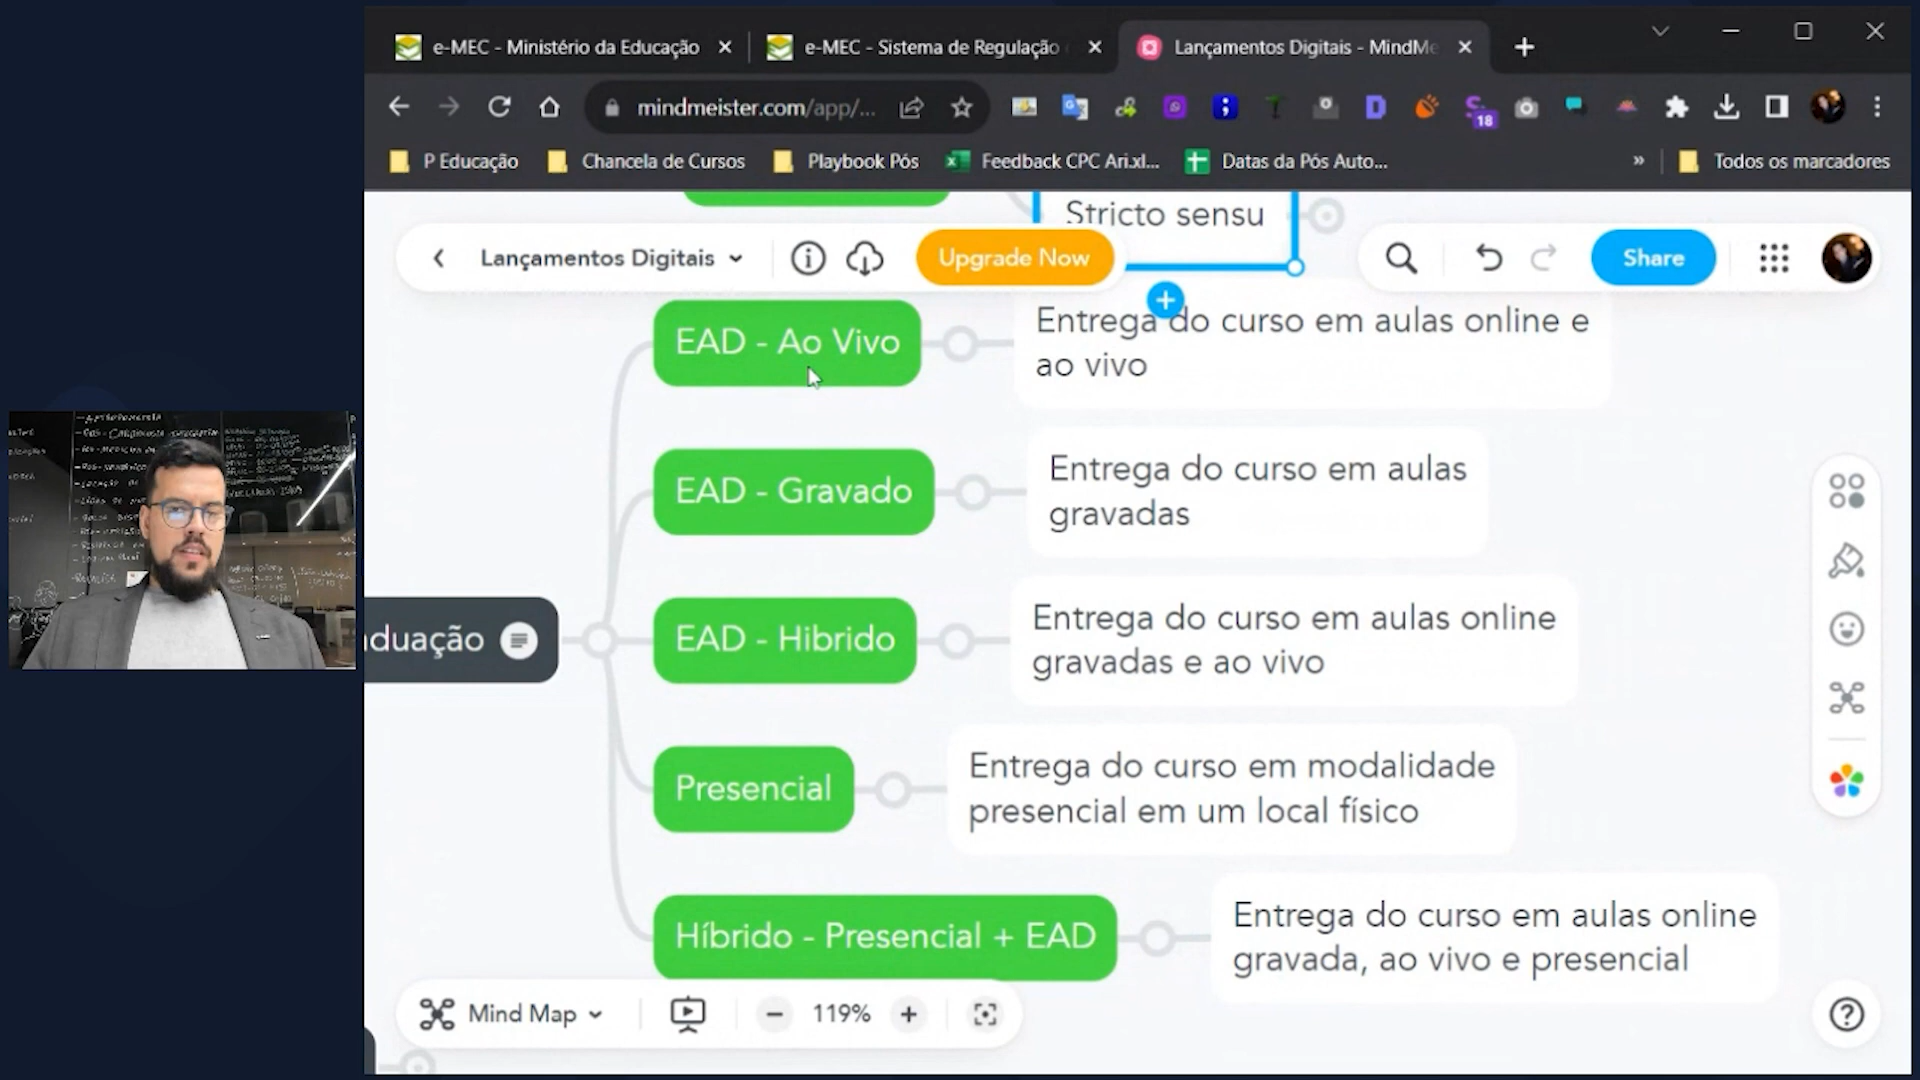 e-MEC - Ministério da Educação
e-MEC - Sistema de Regulação
Lançamentos Digitais - MindMe
mindmeister.com/app/...
18
P Educação
Chancela de Cursos
Playbook Pós
Feedback CPC Ari.xl...
Datas da Pós Auto...
»
Todos os marcadores
Stricto sensu
Lançamentos Digitais
Upgrade Now
Share
EAD - Ao Vivo
Entrega do curso em aulas online e
ao vivo
EAD - Gravado
Entrega do curso em aulas
gravadas
duação
EAD - Hibrido
Entrega do curso em aulas online
gravadas e ao vivo
Presencial
Entrega do curso em modalidade
presencial em um local físico
Híbrido - Presencial + EAD
Entrega do curso em aulas online
gravada, ao vivo e presencial
Mind Map
119%